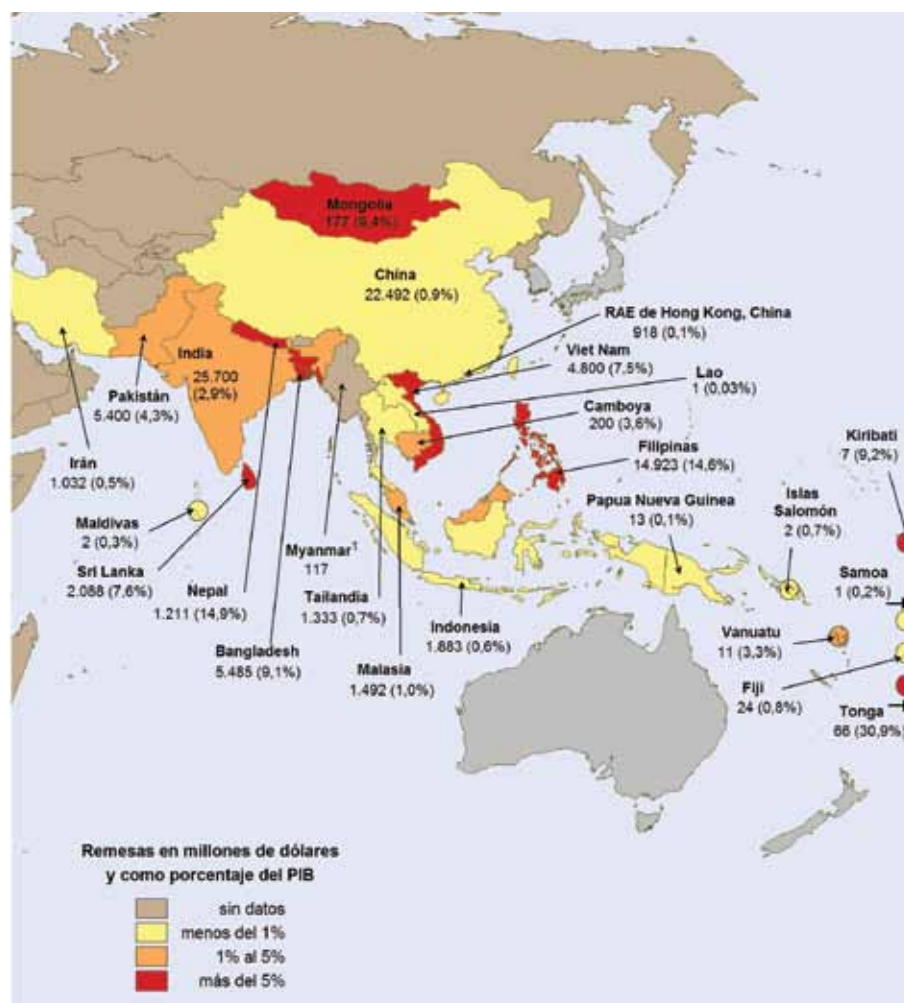 Mongolia
177 (9,4%)
China
22.492 (0,9%)
RAE de Hong Kong, China
918 (0,1%)
Viet Nam
4.800 (7,5%)
Lao
1 (0,03%)
India
25.700
(2,9%)
Pakistán
5.400 (4,3%)
Camboya
200 (3,6%)
Filipinas
14.923 (14,6%)
Kiribati
7 (9,2%)
Irán
1.032 (0,5%)
Papua Nueva Guinea
13 (0,1%)
Islas
Salomón
2 (0,7%)
Maldivas
2 (0,3%)
Myanmar¹
117
Sri Lanka
2.088 (7,6%)
Nepal
1.211 (14,9%)
Tailandia
1.333 (0,7%)
Indonesia
1.883 (0,6%)
Samoa
1 (0,2%)
Vanuatu
11 (3,3%)
Bangladesh
5.485 (9,1%)
Malasia
1.492 (1,0%)
Fiji
24 (0,8%)
Tonga
66 (30,9%)
Remesas en millones de dólares
y como porcentaje del PIB
sin datos
menos del 1%
1% al 5%
más del 5%